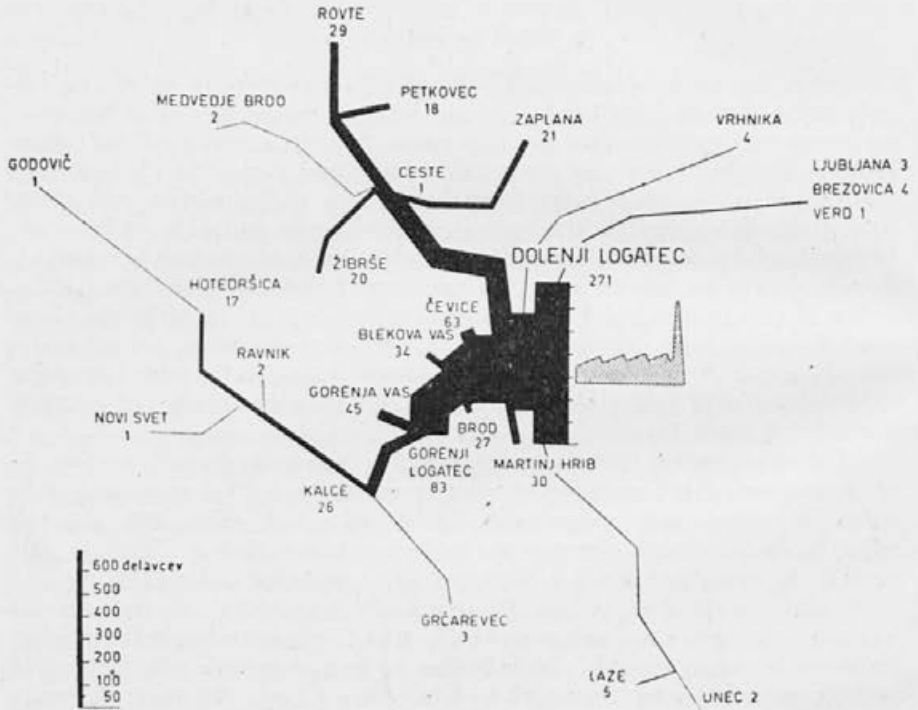 ROVTE
29
PETKOVEC
18
MEDVEDJE BRDO
2
ZAPLANA
21
VRHNIKA
4
GODOVIČ
1
CESTE
1
LJUBLJANA 3
BREZOVICA 4
VERD 1
ŽIBRŠE
20
DOLENJI LOGATEC
271
HOTEDRŠICA
17
ČEVICE
63
BLEKOVA VAS
34
RAVNIK
2
GORENJA VAS
45
NOVI SVET
1
BROD
27
GORENJI
LOGATEC
83
MARTINJ HRIB
30
KALCE
26
600 delavcev
500
400
300
200
100
50
GRČAREVEC
3
LAZE
5
UNEC 2